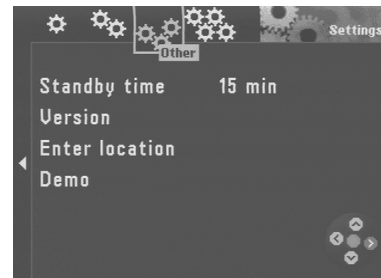 Settings
Other
Standby time 15 min
Version
Enter location
Demo